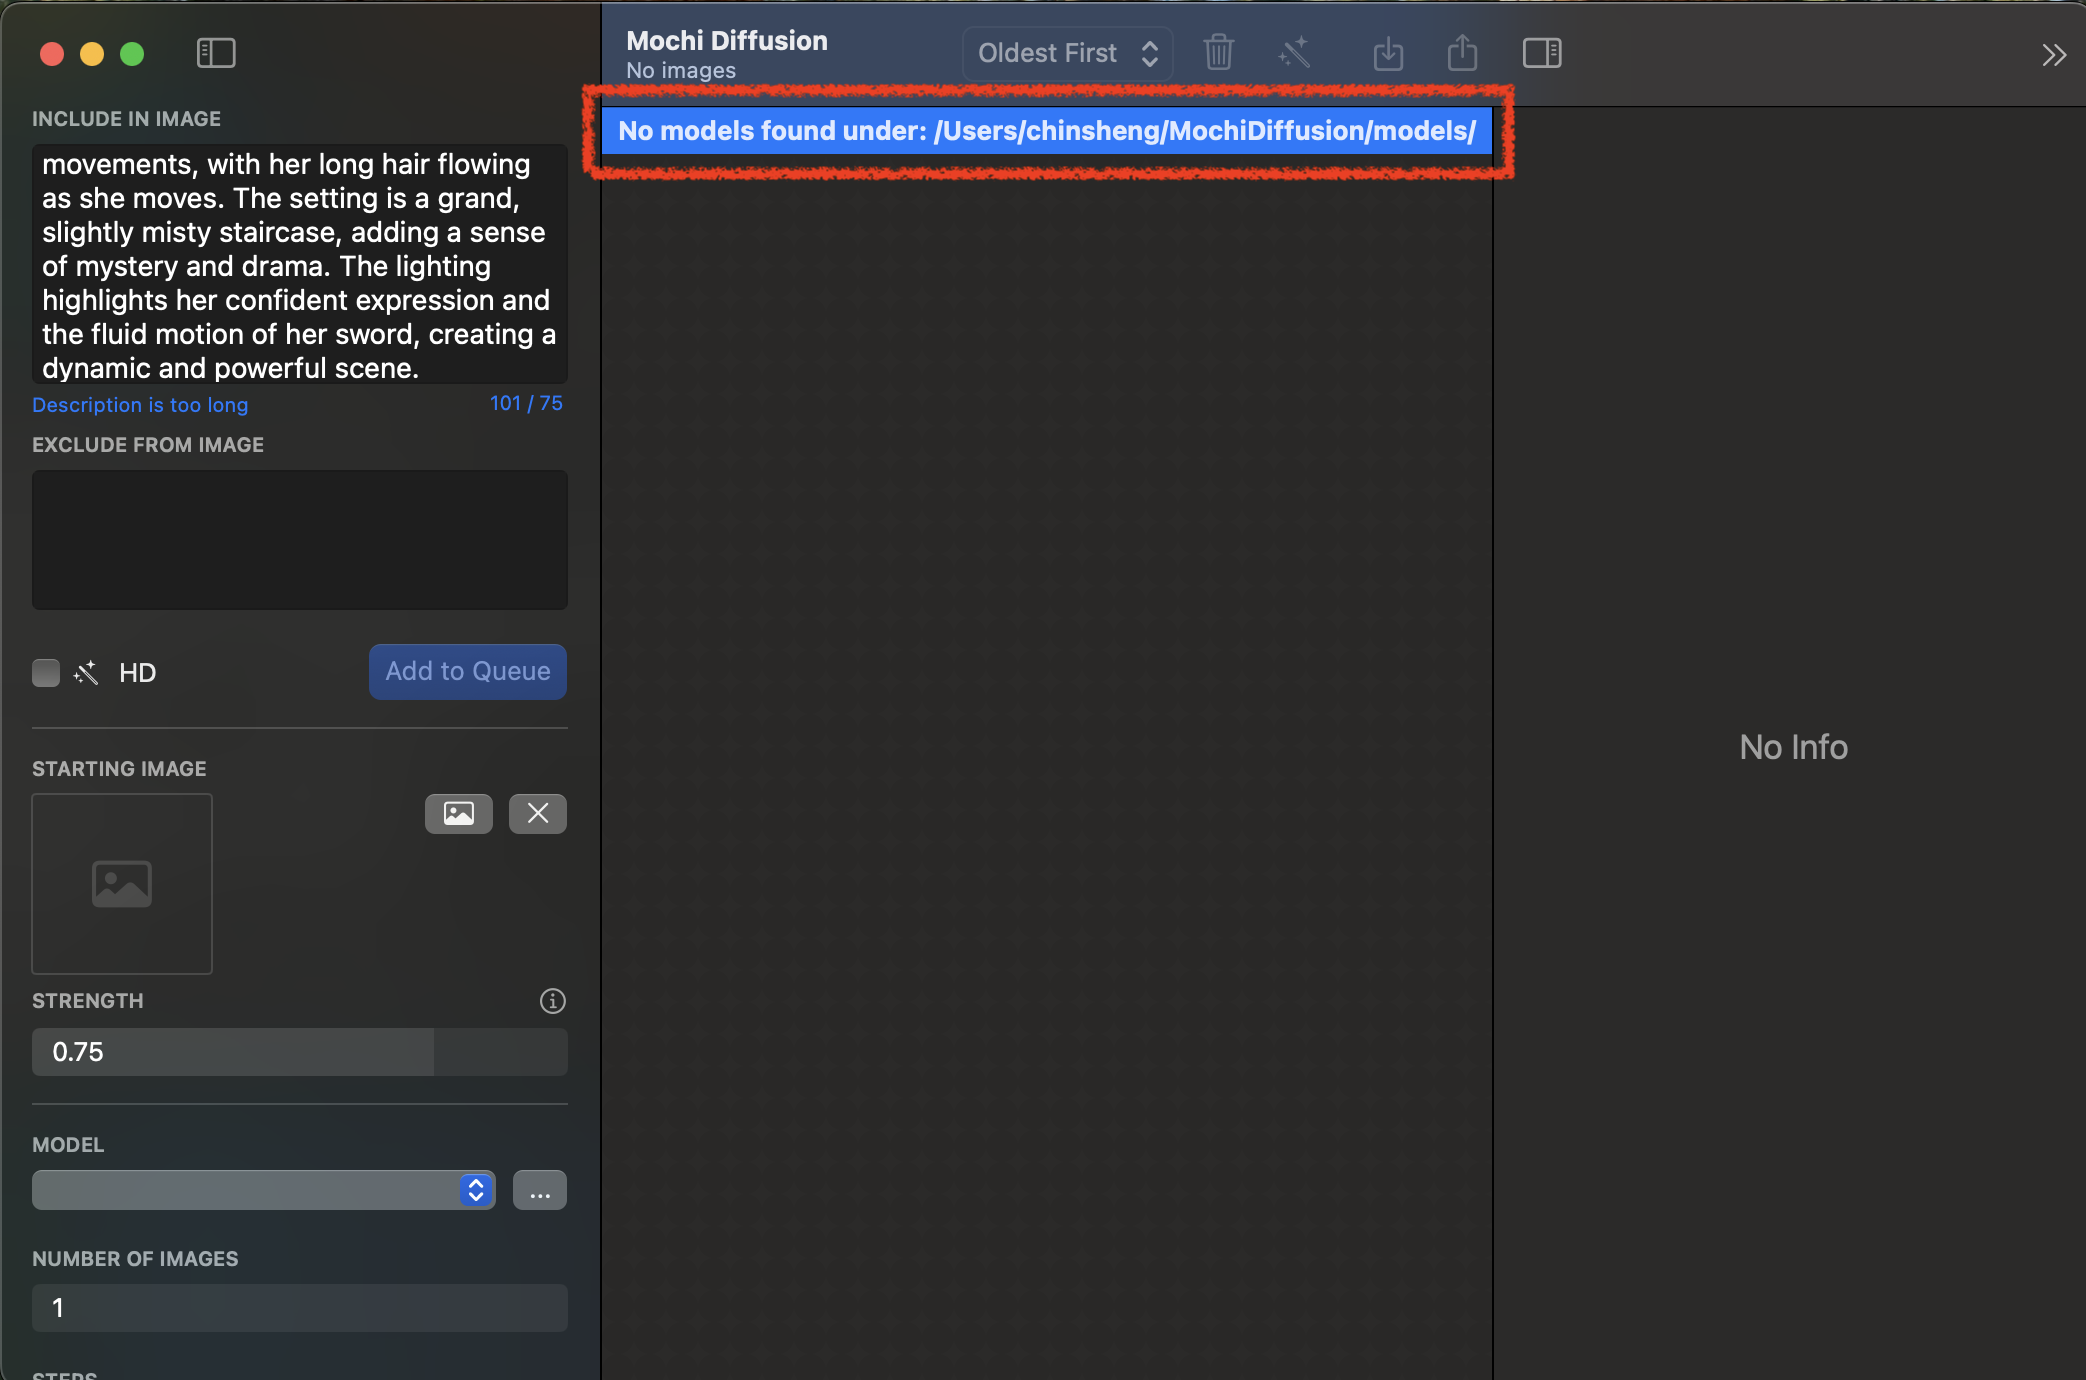 Mochi Diffusion
No images
Oldest First
INCLUDE IN IMAGE
movements, with her long hair flowing
as she moves. The setting is a grand,
slightly misty staircase, adding a sense
of mystery and drama. The lighting
highlights her confident expression and
the fluid motion of her sword, creating a
dynamic and powerful scene.
Description is too long 101 / 75
EXCLUDE FROM IMAGE
HD
Add to Queue
STARTING IMAGE
STRENGTH
0.75
MODEL
...
NUMBER OF IMAGES
1
STEPS
No models found under: /Users/chinsheng/MochiDiffusion/models/
No Info